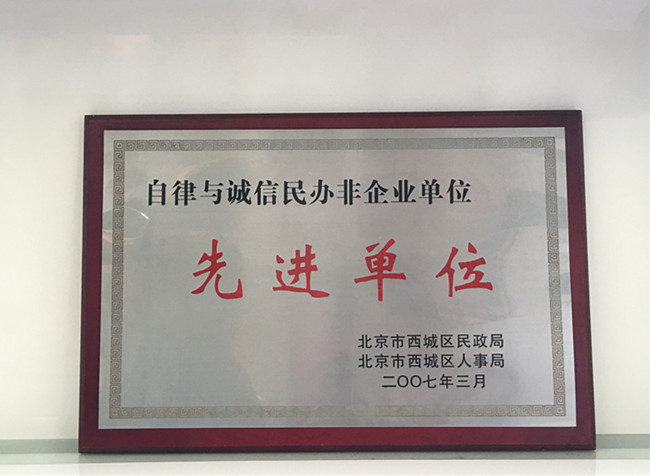 自律与诚信民办非企业单位
先进单位
北京市西城区民政局
北京市西城区人事局
二〇〇七年三月